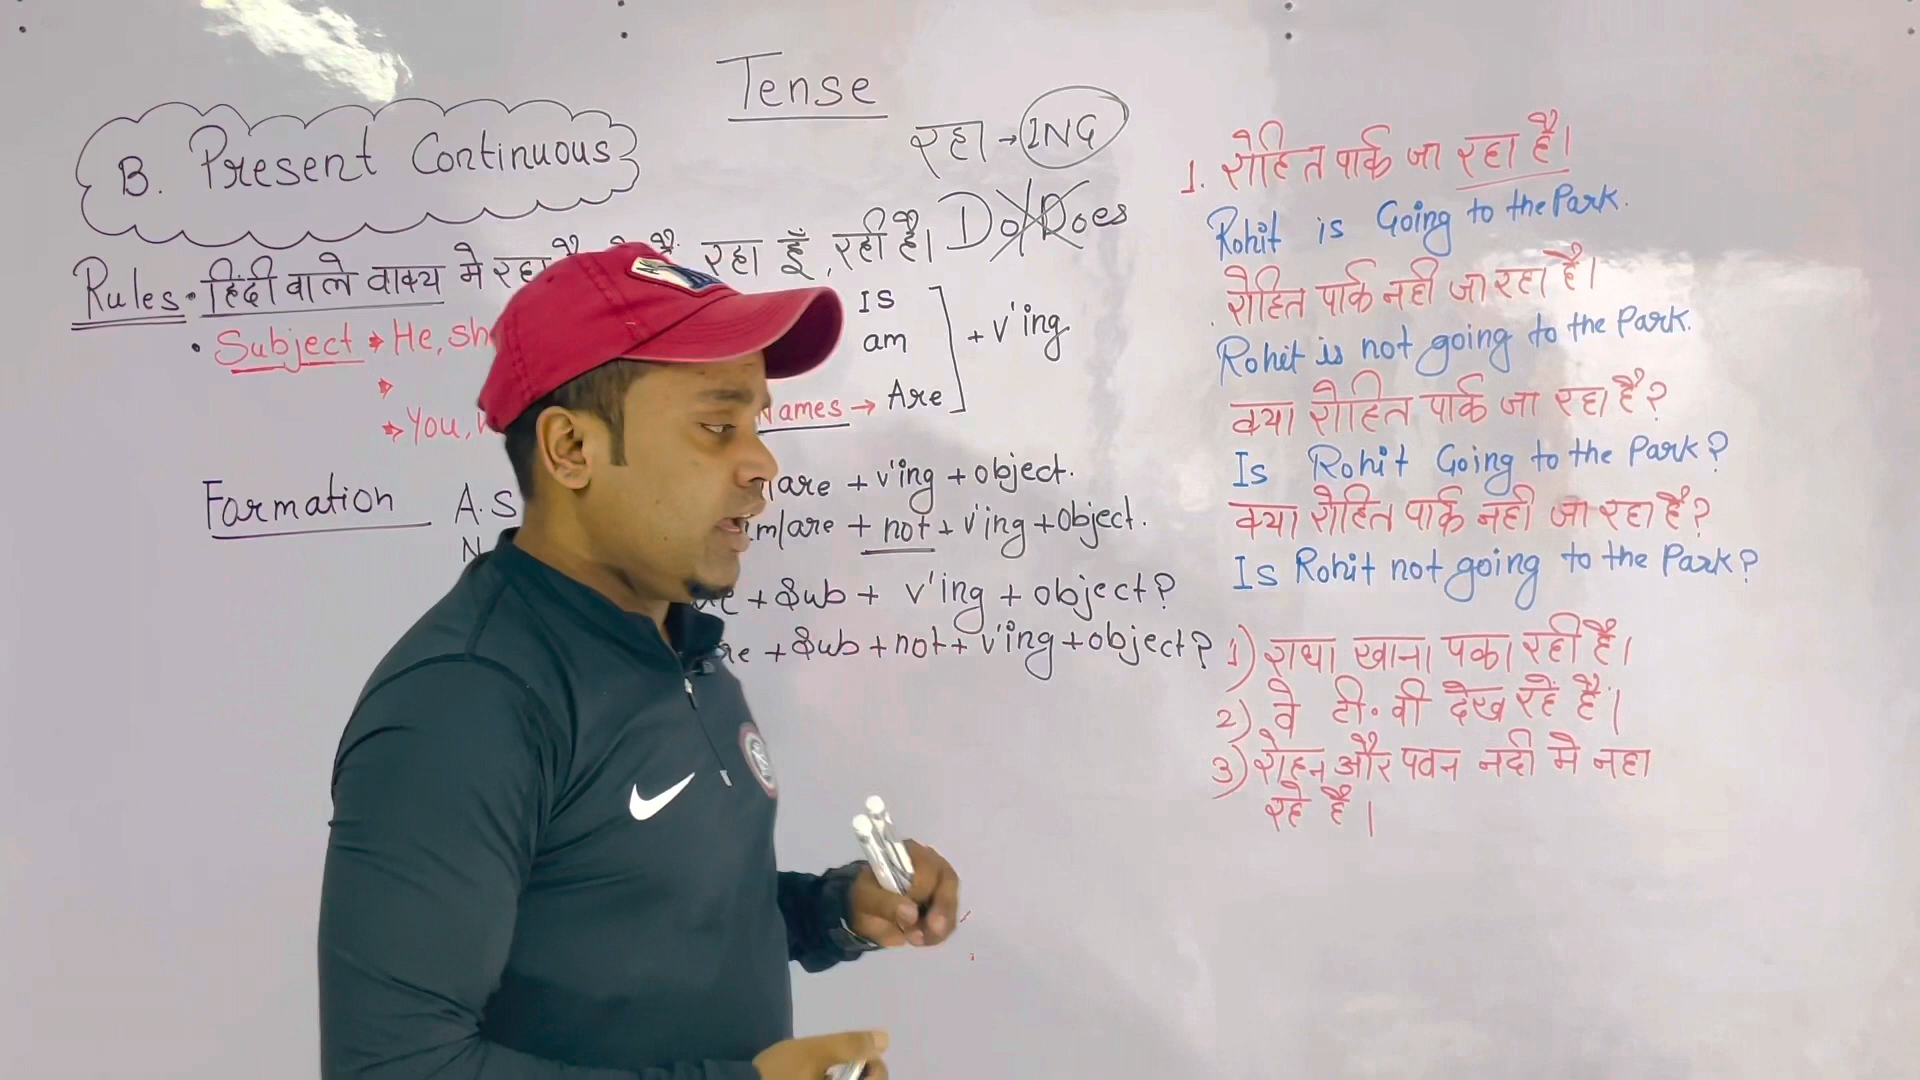 Tense
B. Present Continuous
रहा → ING
Rules • हिंदी वाले वाक्य मे रहा रहा हूँ, रही है। Do/Does
• Subject → He, sh IS
am
+ v'ing
→ You, Names → Are
Formation A. S /are + v'ing + object.
N m/are + not + v'ing + object.
+ Sub + v'ing + object?
re + Sub + not + v'ing + object?
1. रोहित पार्क जा रहा है।
Rohit is Going to the Park.
रोहित पार्क नही जा रहा है।
Rohit is not going to the Park.
क्या रोहित पार्क जा रहा है?
Is Rohit Going to the Park?
क्या रोहित पार्क नही जा रहा है?
Is Rohit not going to the Park?
1) राधा खाना पका रही है।
2) वे टी.वी देख रहें हैं।
3) रोहन और पवन नदी मे नहा
रहे हैं।